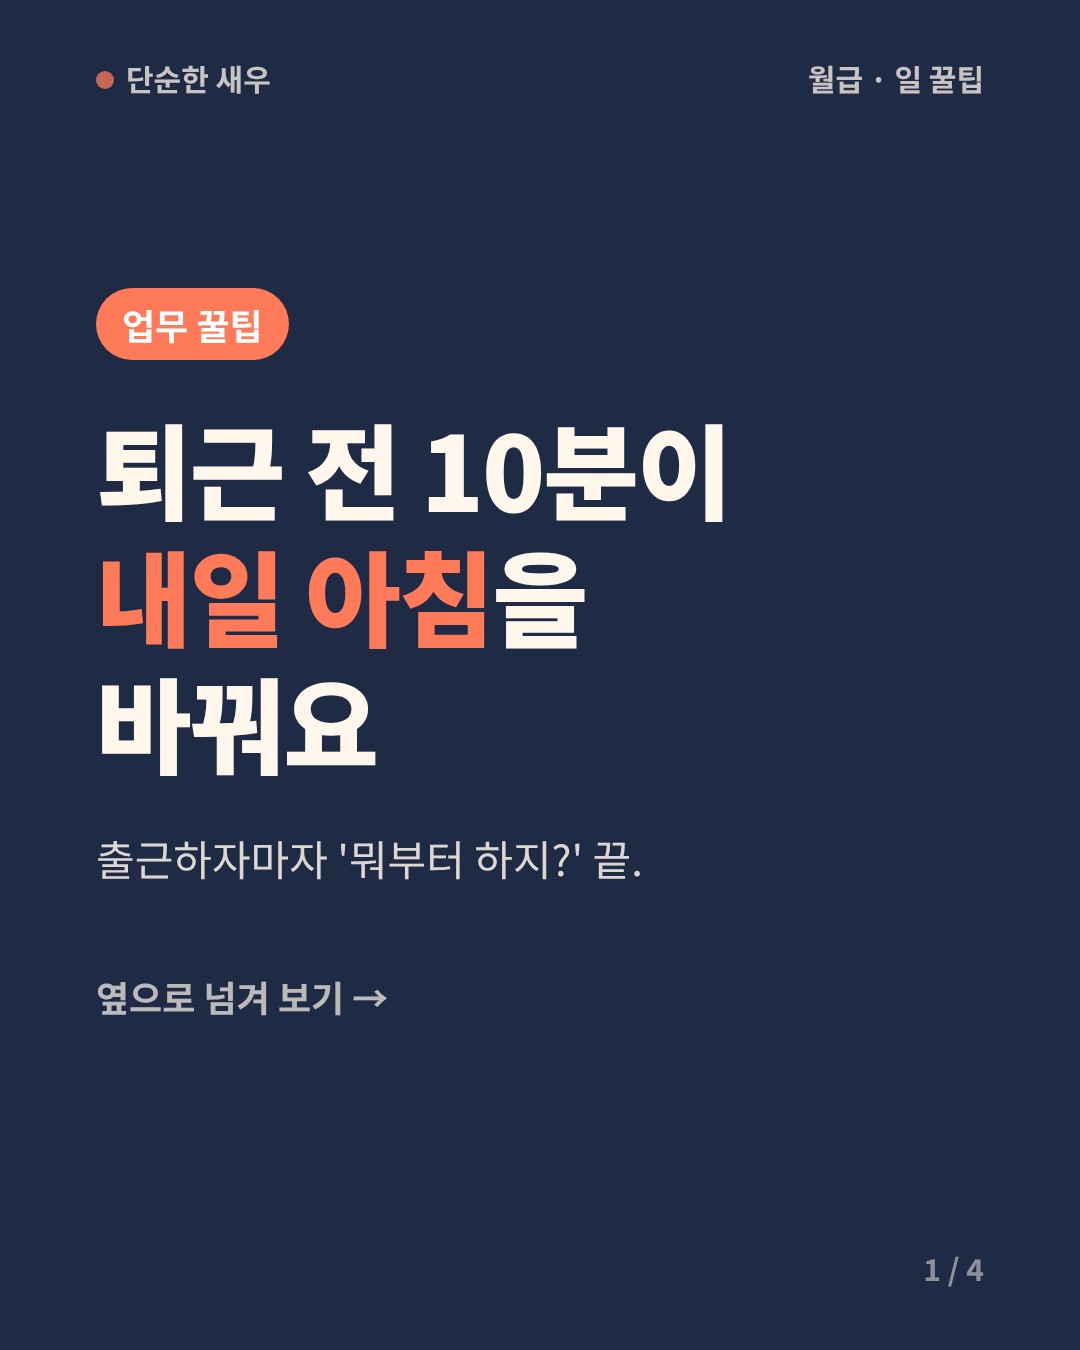 단순한 새우
월급 · 일 꿀팁
업무 꿀팁
퇴근 전 10분이
내일 아침을
바꿔요
출근하자마자 '뭐부터 하지?' 끝.
옆으로 넘겨 보기 →
1 / 4